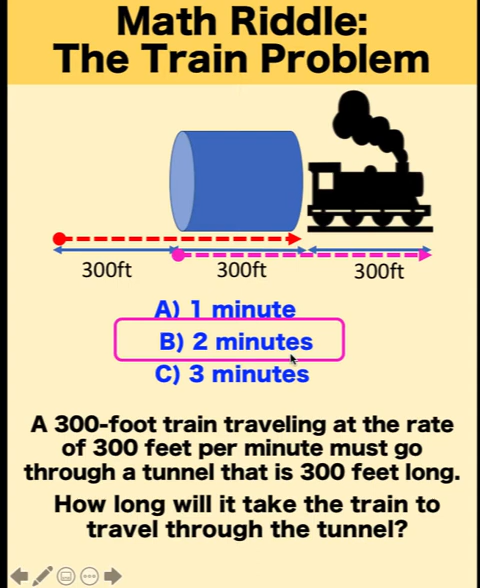 Math Riddle:
The Train Problem
300ft
300ft
300ft
A) 1 minute
B) 2 minutes
C) 3 minutes
A 300-foot train traveling at the rate
of 300 feet per minute must go
through a tunnel that is 300 feet long.
How long will it take the train to
travel through the tunnel?